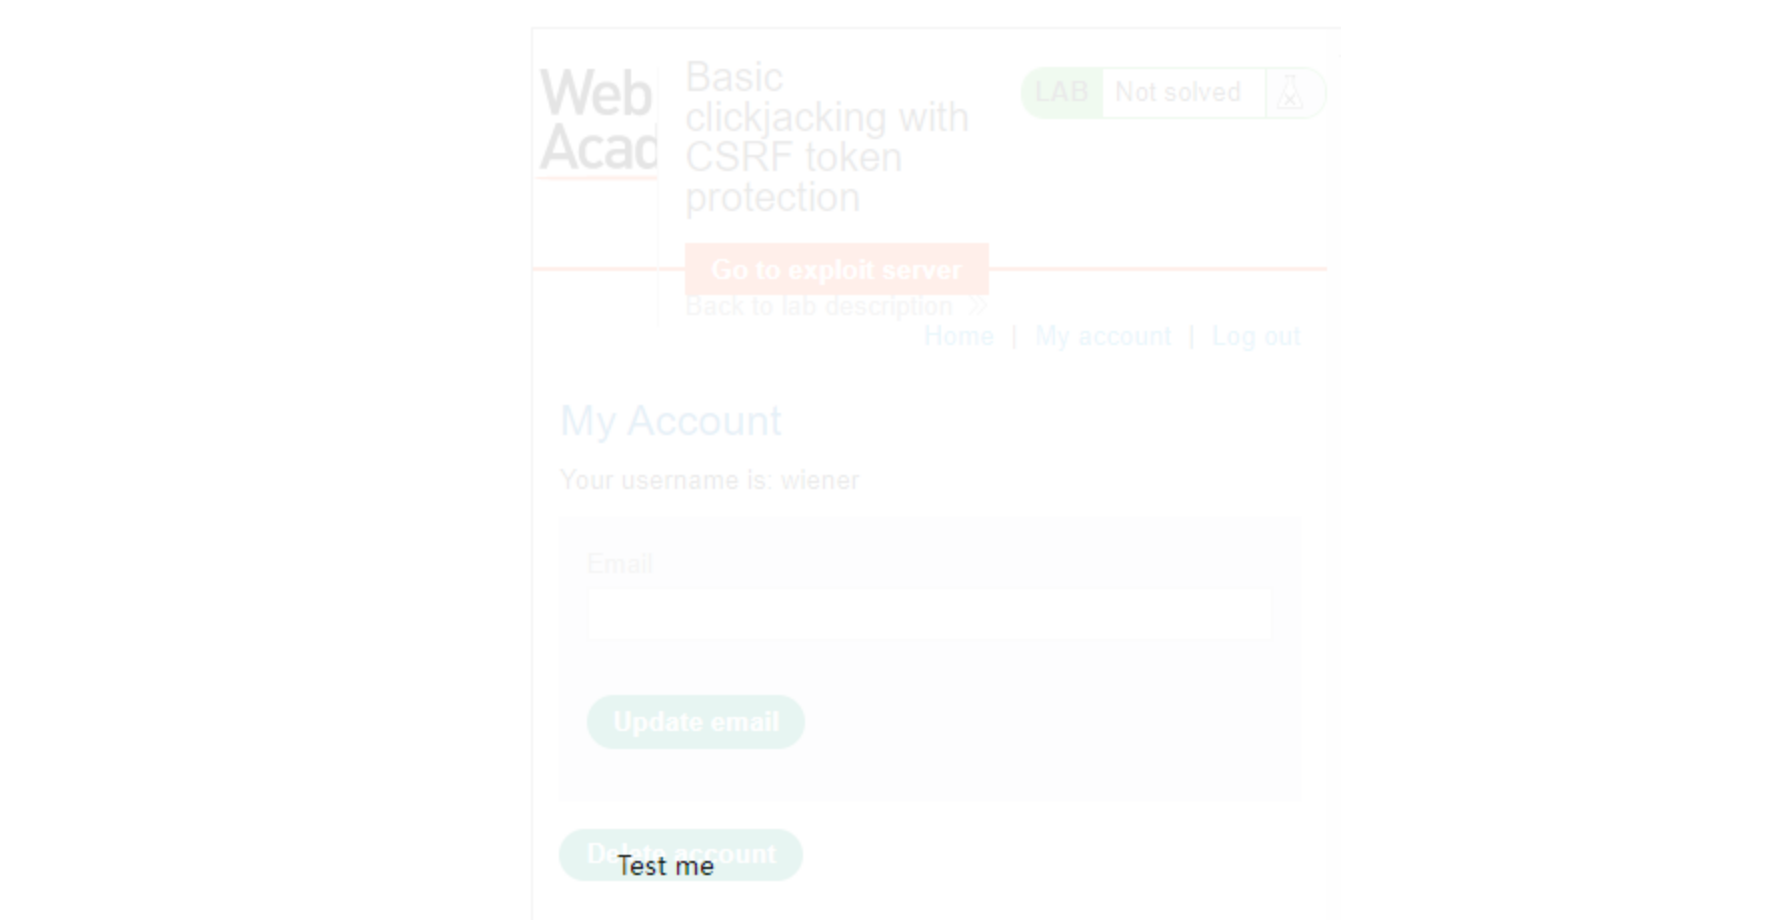 Web
Acad
Basic
clickjacking with
CSRF token
protection
LAB Not solved
Go to exploit server
Back to lab description »
Home | My account | Log out
My Account
Your username is: wiener
Email
Update email
Delete account
Test me